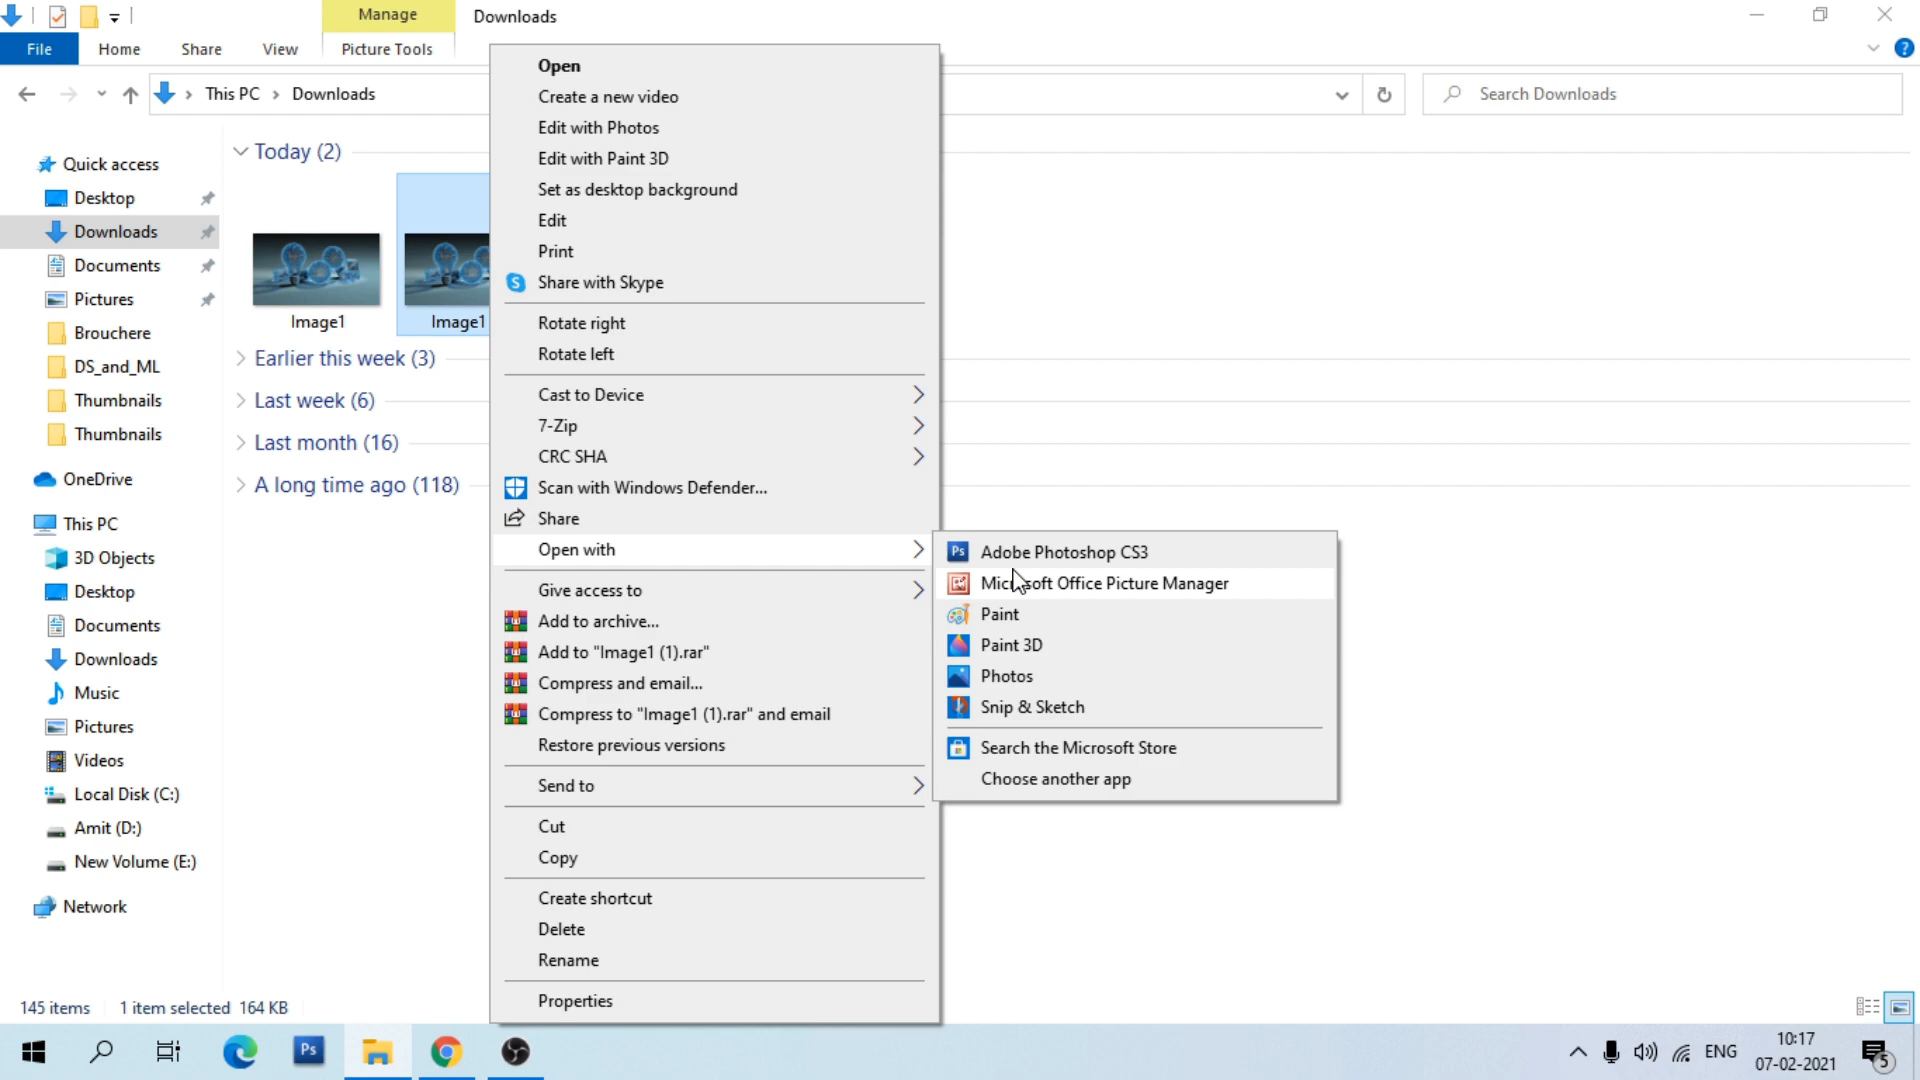 Manage
Downloads
File
Home
Share
View
Picture Tools
?
This PC
Downloads
Search Downloads
Quick access
Desktop
Downloads
Documents
Pictures
Brouchere
DS_and_ML
Thumbnails
Thumbnails
OneDrive
This PC
3D Objects
Desktop
Documents
Downloads
Music
Pictures
Videos
Local Disk (C:)
Amit (D:)
New Volume (E:)
Network
Today (2)
Image1
Image1
Earlier this week (3)
Last week (6)
Last month (16)
A long time ago (118)
Open
Create a new video
Edit with Photos
Edit with Paint 3D
Set as desktop background
Edit
Print
S
Share with Skype
Rotate right
Rotate left
Cast to Device
7-Zip
CRC SHA
Scan with Windows Defender...
Share
Open with
Give access to
Add to archive...
Add to "Image1 (1).rar"
Compress and email...
Compress to "Image1 (1).rar" and email
Restore previous versions
Send to
Cut
Copy
Create shortcut
Delete
Rename
Properties
Ps
Adobe Photoshop CS3
Microsoft Office Picture Manager
Paint
Paint 3D
Photos
Snip & Sketch
Search the Microsoft Store
Choose another app
145 items
1 item selected 164 KB
Ps
ENG
10:17
07-02-2021
5